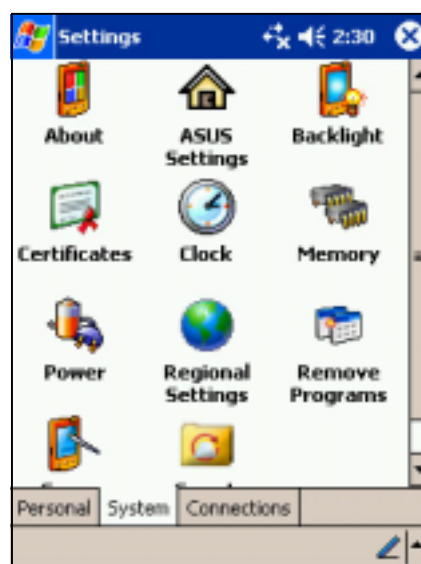 Settings 2:30
About ASUS Settings Backlight
Certificates Clock Memory
Power Regional Settings Remove Programs
Personal System Connections